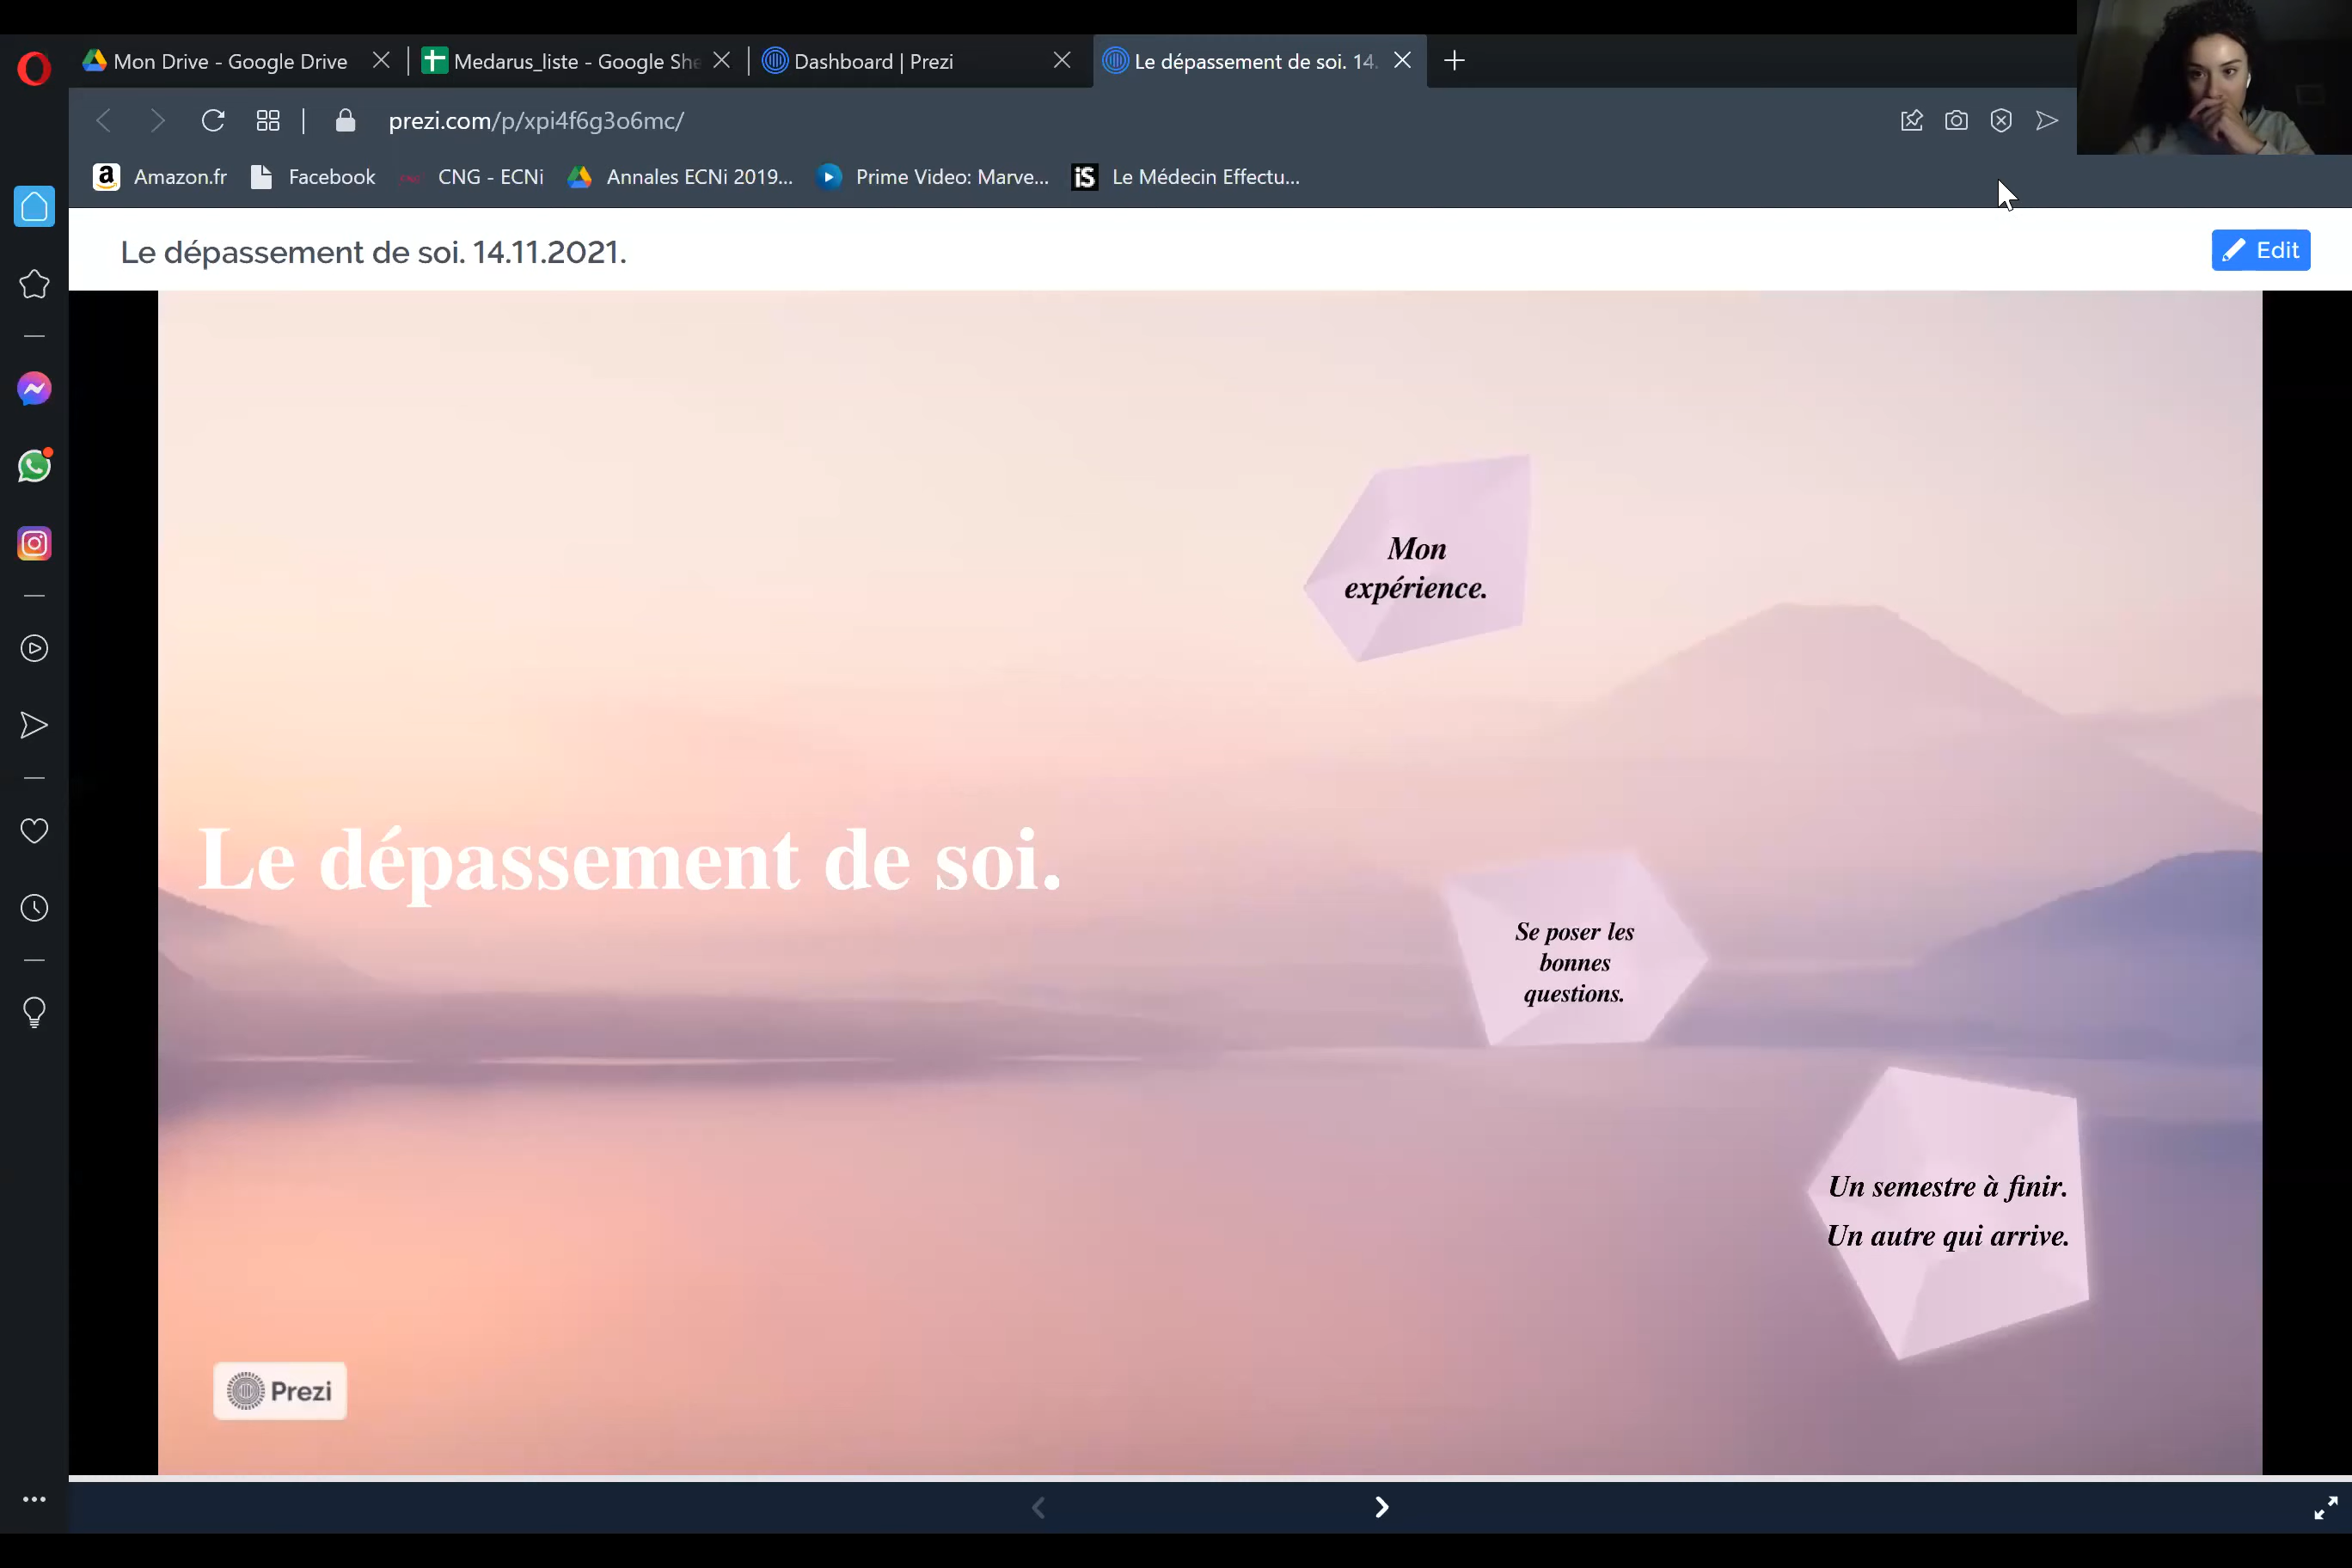 Mon Drive - Google Drive
Medarus_liste - Google She
Dashboard | Prezi
Le dépassement de soi. 14.
prezi.com/p/xpi4f6g3o6mc/
Amazon.fr
Facebook
CNG - ECNi
Annales ECNi 2019...
Prime Video: Marve...
iS
Le Médecin Effectu...
Le dépassement de soi. 14.11.2021.
Edit
Mon
expérience.
Le dépassement de soi.
Se poser les
bonnes
questions.
Un semestre à finir.
Un autre qui arrive.
Prezi